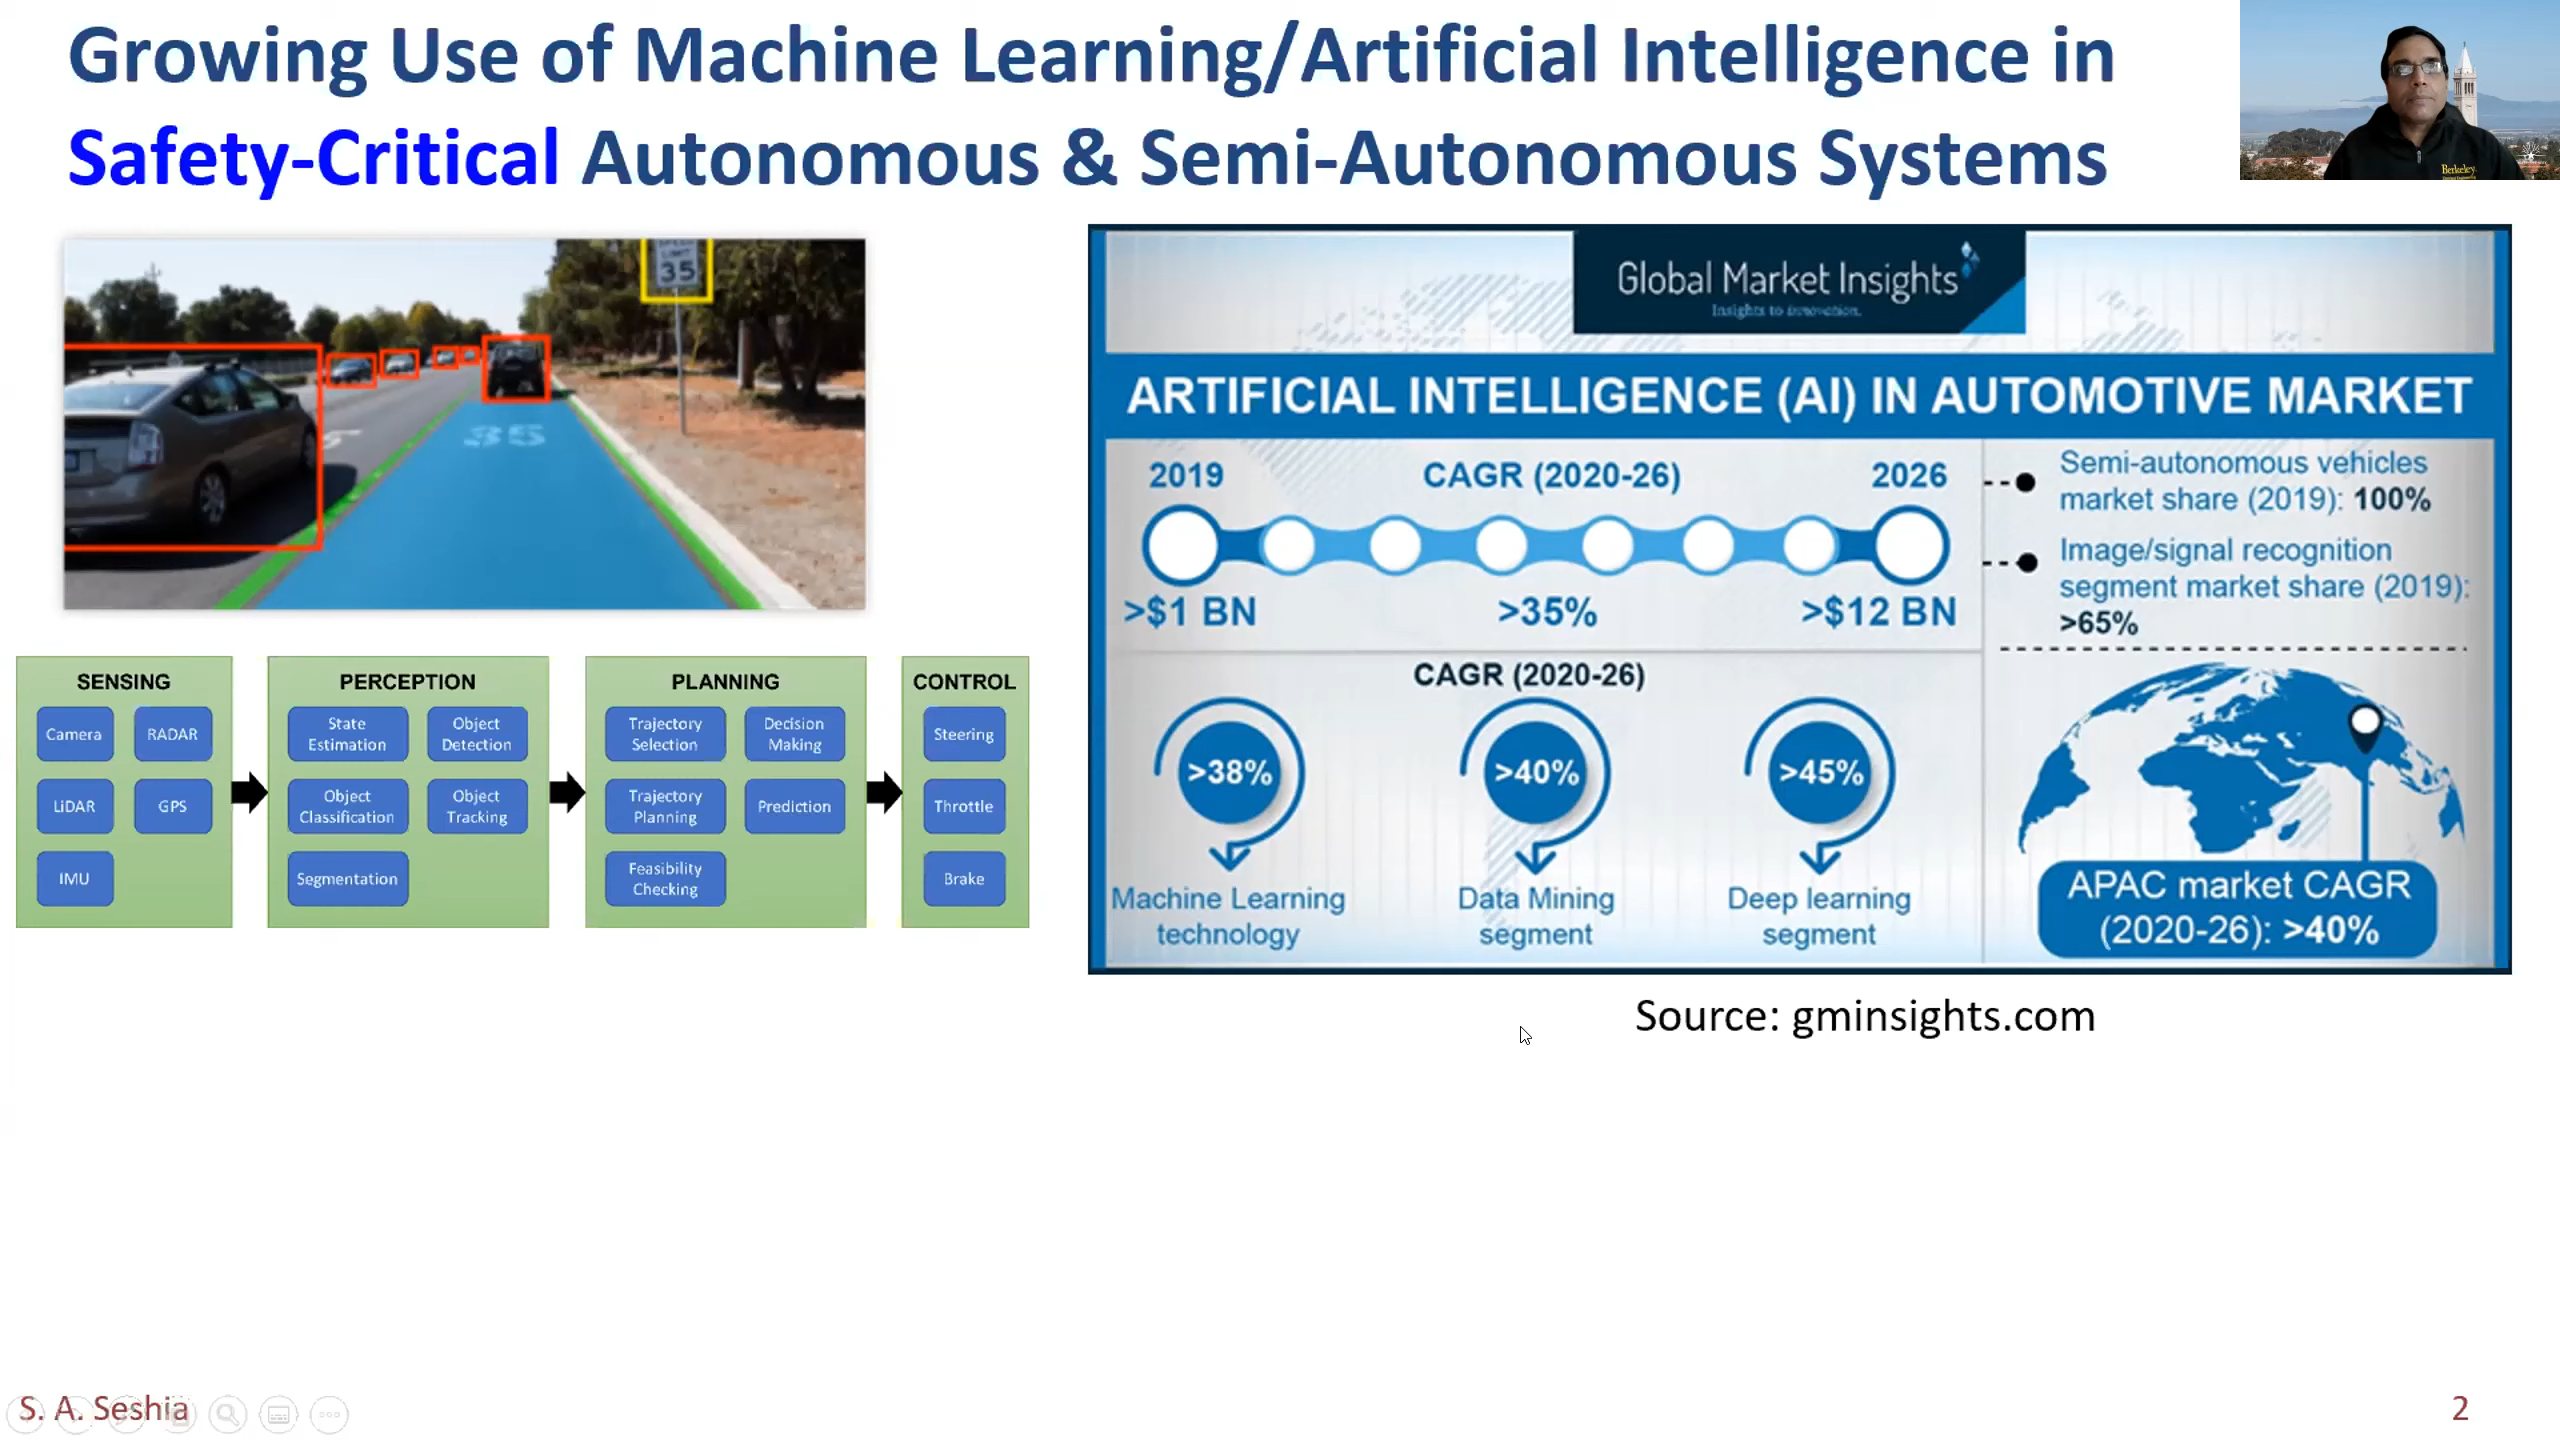 Growing Use of Machine Learning/Artificial Intelligence in
Safety-Critical Autonomous & Semi-Autonomous Systems
Berkeley
LIMIT
35
35
SENSING
Camera
RADAR
LiDAR
GPS
IMU
PERCEPTION
State
Estimation
Object
Detection
Object
Classification
Object
Tracking
Segmentation
PLANNING
Trajectory
Selection
Decision
Making
Trajectory
Planning
Prediction
Feasibility
Checking
CONTROL
Steering
Throttle
Brake
Global Market Insights
Insights to innovation.
ARTIFICIAL INTELLIGENCE (AI) IN AUTOMOTIVE MARKET
2019
CAGR (2020-26)
2026
>$1 BN
>35%
>$12 BN
Semi-autonomous vehicles
market share (2019): 100%
Image/signal recognition
segment market share (2019):
>65%
CAGR (2020-26)
>38%
>40%
>45%
Machine Learning
technology
Data Mining
segment
Deep learning
segment
APAC market CAGR
(2020-26): >40%
Source: gminsights.com
S. A. Seshia
2